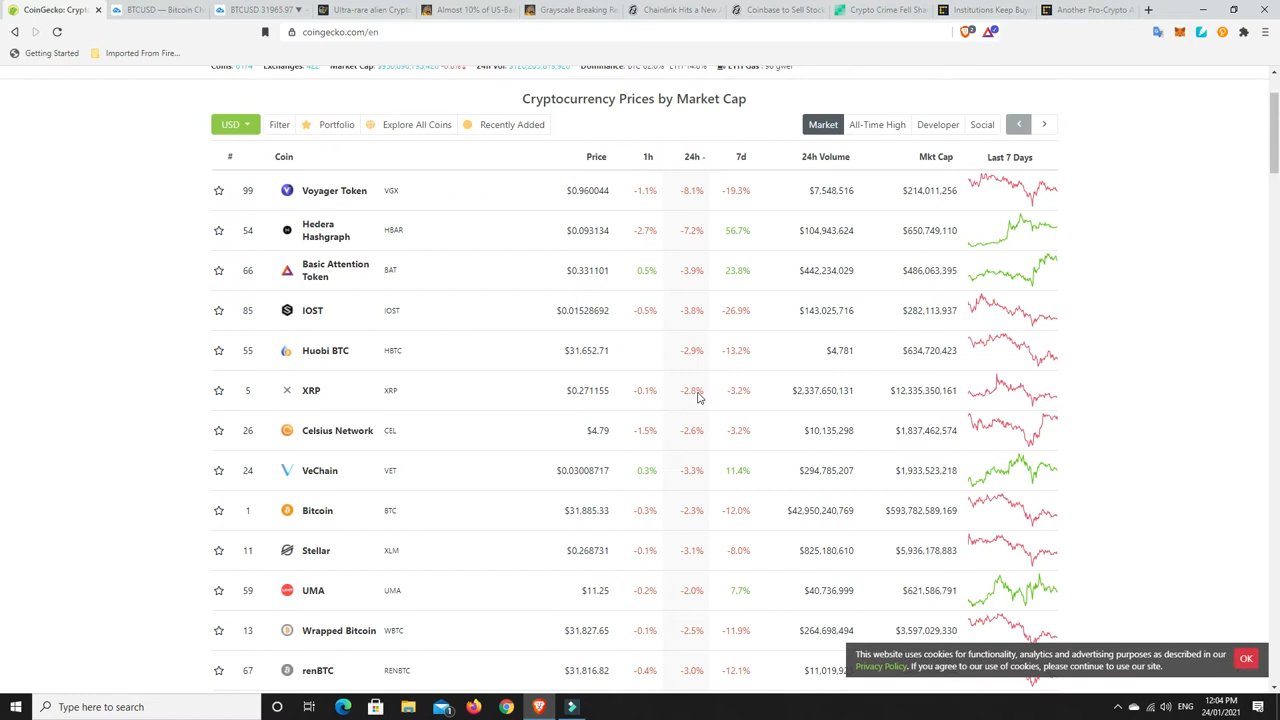 CoinGecko: Crypto
BTCUSD — Bitcoin Ch
BTCUSD 31965.97 ▼
Ultra-rare alien Crypto
Almost 10% of US-Ban
Grayscale Breaking Re
Chainlink Hits a New A
Coinbase to Sell Stock
Crypto Crime Fell Shar
Institutions Keep Buy
Another Pro-Crypto A
coingecko.com/en
Getting Started
Imported From Fire...
Cryptocurrency Prices by Market Cap
USD Filter Portfolio Explore All Coins Recently Added Market All-Time High Developer Social
# Coin Price 1h 24h 7d 24h Volume Mkt Cap Last 7 Days
99 Voyager Token VGX $0.960044 -1.1% -8.1% -19.3% $7,548,516 $214,011,256
54 Hedera Hashgraph HBAR $0.093134 -2.7% -7.2% 56.7% $104,943,624 $650,749,110
66 Basic Attention Token BAT $0.331101 0.5% -3.9% 23.8% $442,234,029 $486,063,395
85 IOST IOST $0.01528692 -0.5% -3.8% -26.9% $143,025,716 $282,113,937
55 Huobi BTC HBTC $31,652.71 -2.9% -13.2% $4,781 $634,720,423
5 XRP XRP $0.271155 -0.1% -2.8% -3.2% $2,337,650,131 $12,335,350,161
26 Celsius Network CEL $4.79 -1.5% -2.6% -3.2% $10,135,298 $1,837,462,574
24 VeChain VET $0.03008717 0.3% -3.3% 11.4% $294,785,207 $1,933,523,218
1 Bitcoin BTC $31,885.33 -0.3% -2.3% -12.0% $42,950,240,769 $593,782,589,169
11 Stellar XLM $0.268731 -0.1% -3.1% -8.0% $825,180,610 $5,936,178,883
59 UMA UMA $11.25 -0.2% -2.0% 7.7% $40,736,999 $621,586,791
13 Wrapped Bitcoin WBTC $31,827.65 -0.1% -2.5% -11.9% $264,698,494 $3,597,029,330
67 renBTC RENBTC $31,816.82 -0.4% -3.0% -12.1%
This website uses cookies for functionality, analytics and advertising purposes as described in our
Privacy Policy. If you agree to our use of cookies, please continue to use our site.
OK
Type here to search
ENG
12:04 PM
24/01/2021